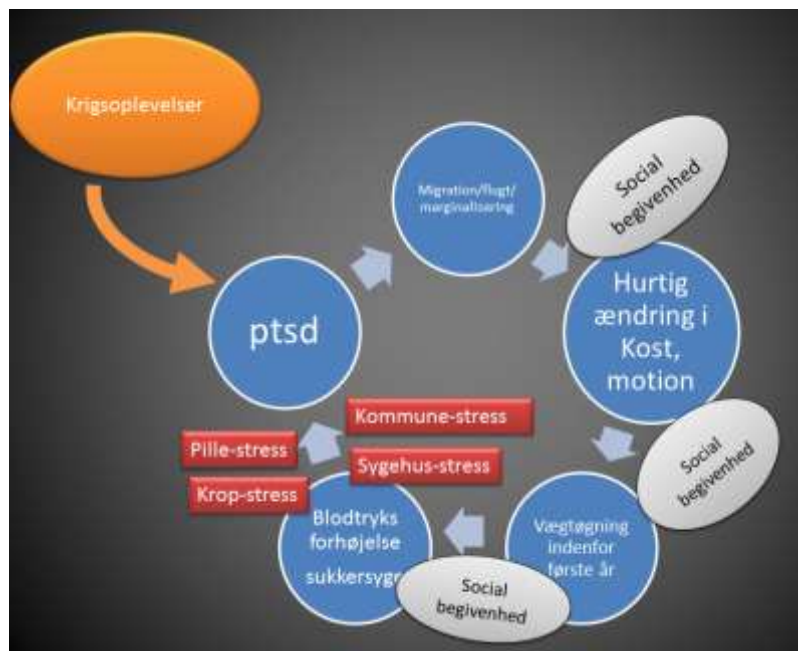 Krigsoplevelser
Migration/flugt/
marginalisering
Social
begivenhed
Hurtig
ændring i
Kost,
motion
ptsd
Kommune-stress
Pille-stress
Sygehus-stress
Krop-stress
Social
begivenhed
Vægtøgning
indenfor
første år
Blodtryks
forhøjelse
sukkersyge
Social
begivenhed